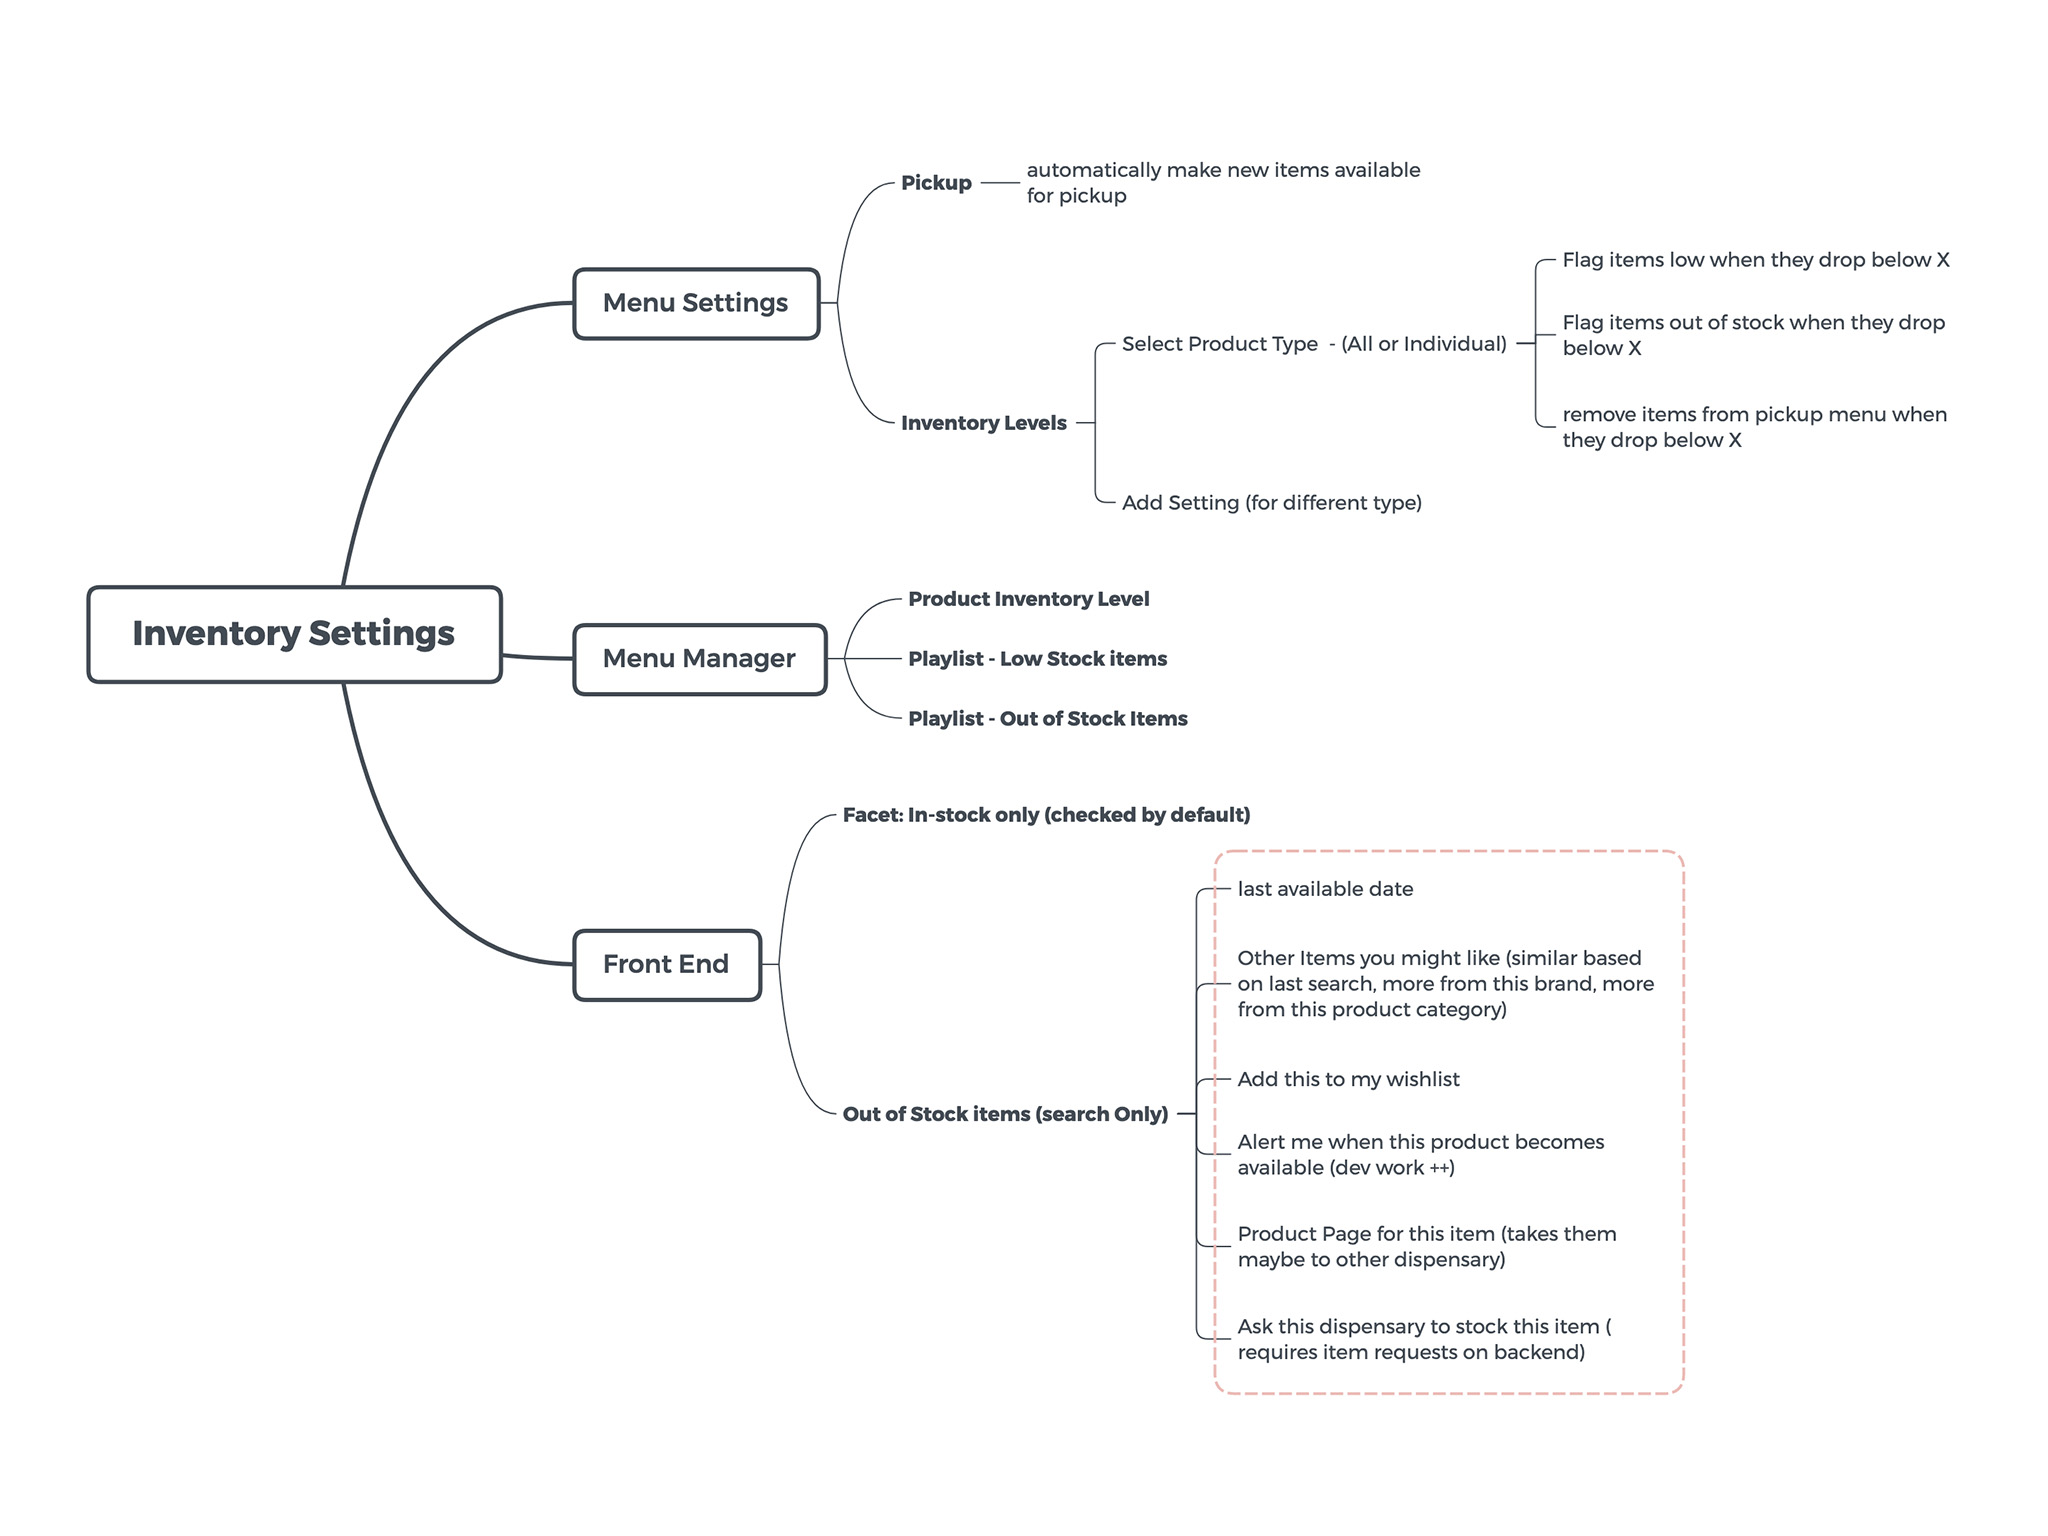 Inventory Settings
Menu Settings
Pickup
automatically make new items available
for pickup
Inventory Levels
Select Product Type  - (All or Individual)
Flag items low when they drop below X
Flag items out of stock when they drop
below X
remove items from pickup menu when
they drop below X
Add Setting (for different type)
Menu Manager
Product Inventory Level
Playlist - Low Stock items
Playlist - Out of Stock Items
Front End
Facet: In-stock only (checked by default)
Out of Stock items (search Only)
last available date
Other Items you might like (similar based
on last search, more from this brand, more
from this product category)
Add this to my wishlist
Alert me when this product becomes
available (dev work ++)
Product Page for this item (takes them
maybe to other dispensary)
Ask this dispensary to stock this item (
requires item requests on backend)